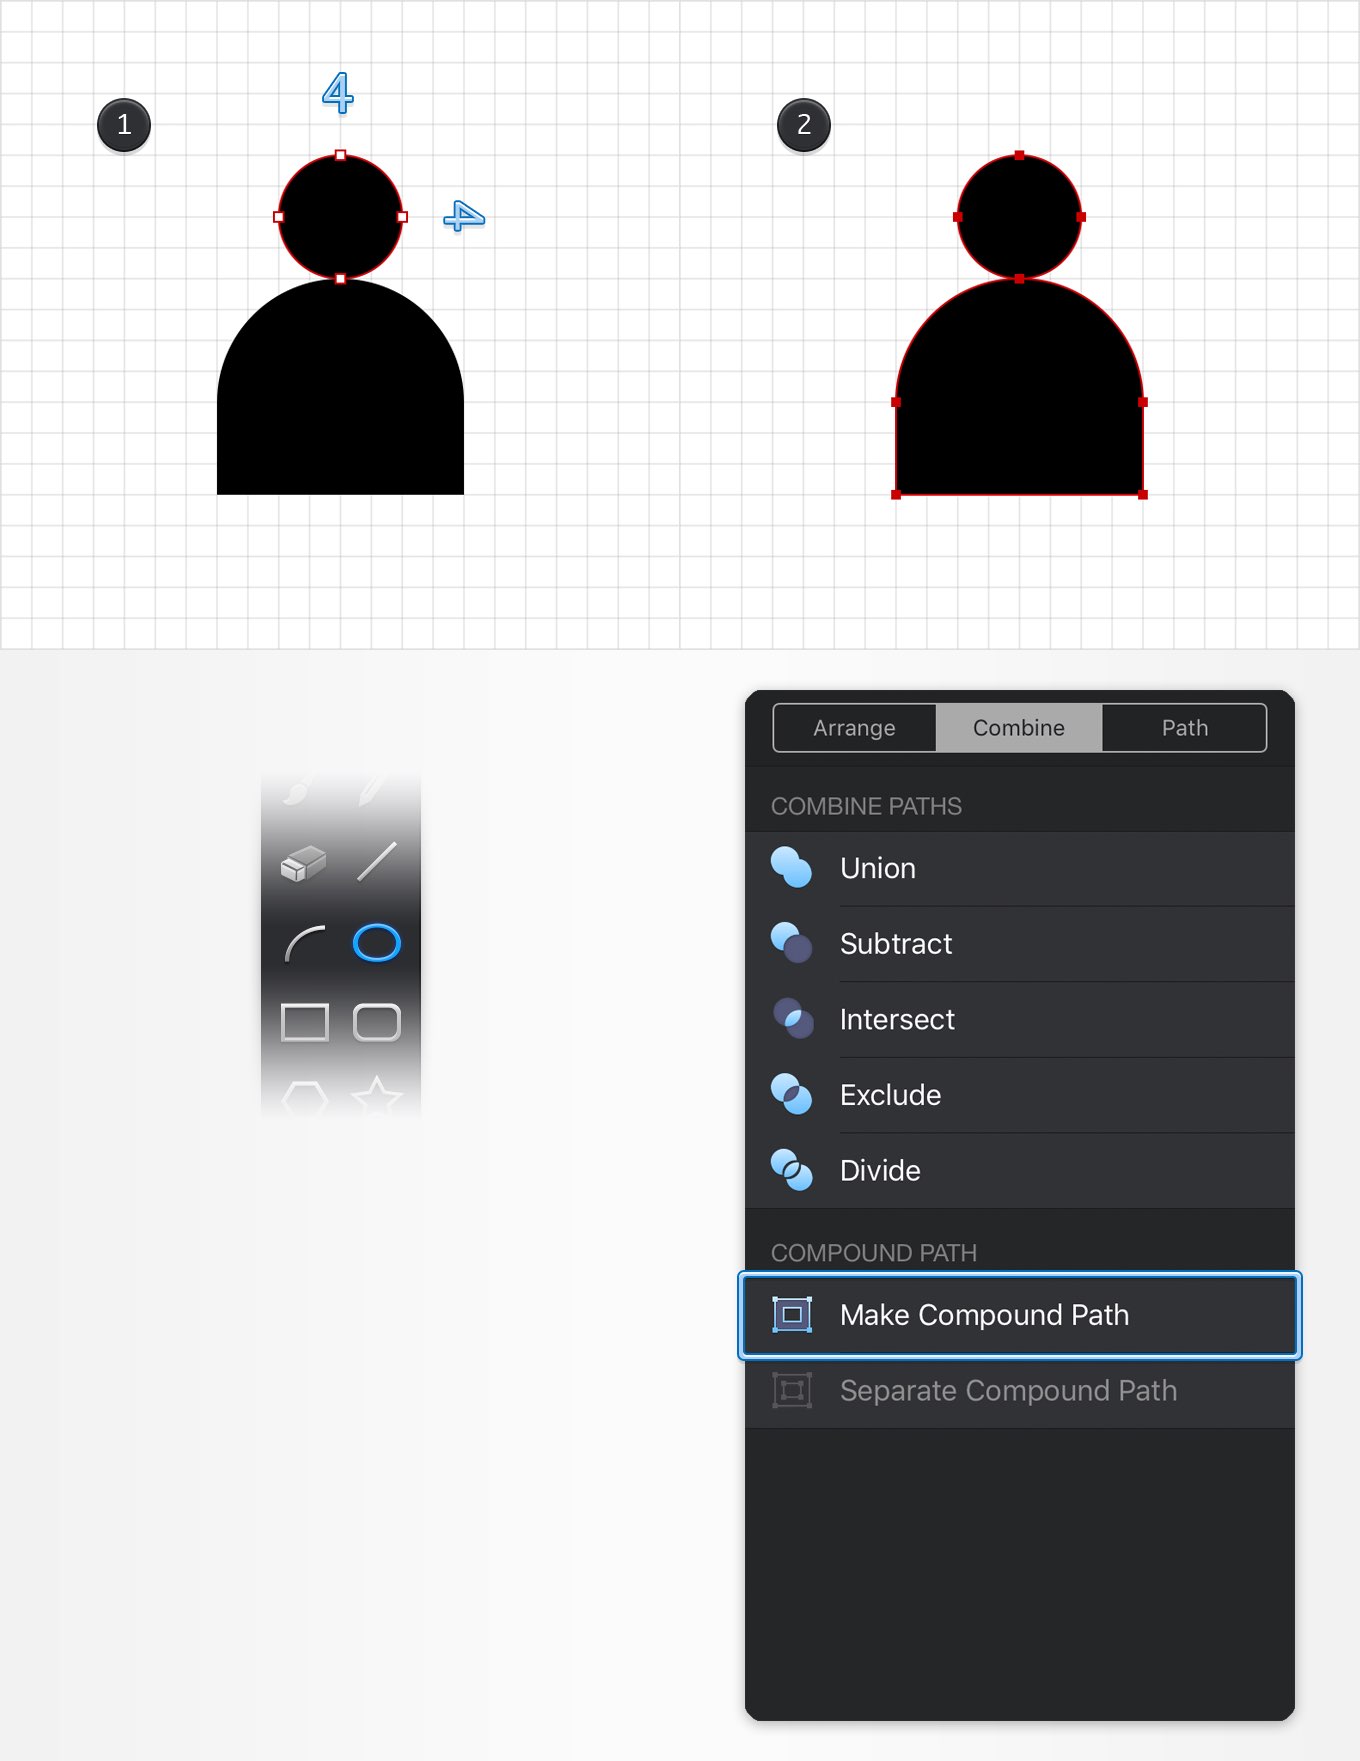 1
4
4
2
Arrange Combine Path
COMBINE PATHS
Union
Subtract
Intersect
Exclude
Divide
COMPOUND PATH
Make Compound Path
Separate Compound Path